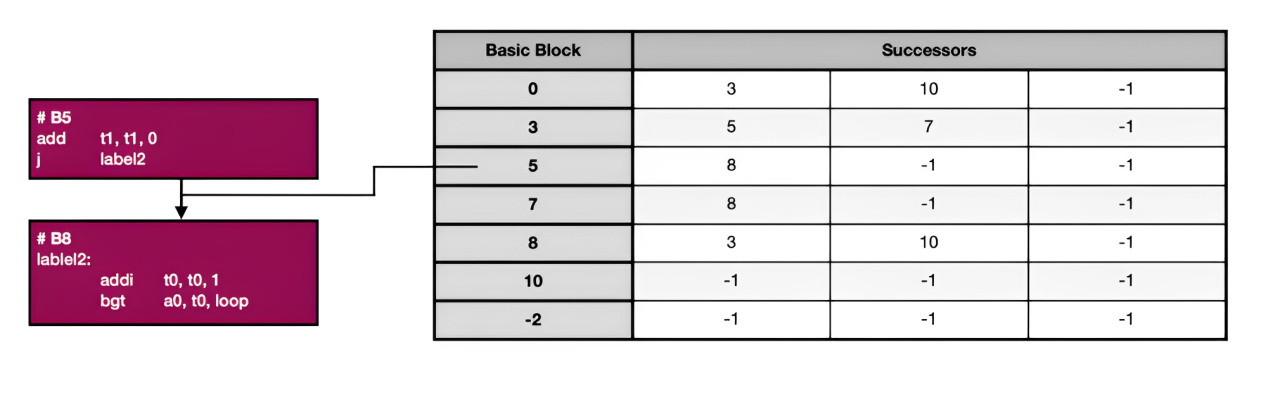 # B5
add t1, t1, 0
j label2
# B8
lablel2:
addi t0, t0, 1
bgt a0, t0, loop
Basic Block Successors
0 3 10 -1
3 5 7 -1
5 8 -1 -1
7 8 -1 -1
8 3 10 -1
10 -1 -1 -1
-2 -1 -1 -1